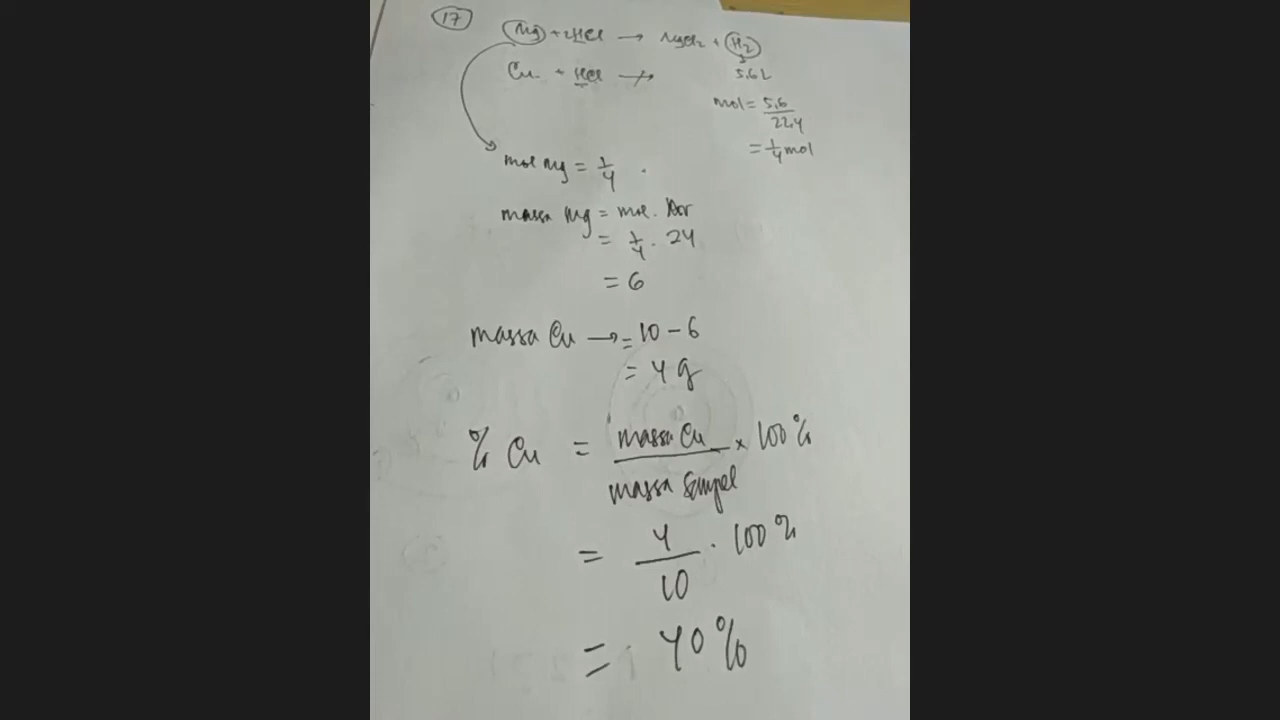 17
Mg + 2HCl → MgCl₂ + H₂
5,6 L
Cu + HCl ↛
mol = 5,6 / 22,4
= 1/4 mol
mol Mg = 1/4 .
massa Mg = mol . Ar
= 1/4 . 24
= 6
massa Cu → = 10 - 6
= 4 g
% Cu = massa Cu / massa Sampel × 100 %
= 4 / 10 . 100 %
= 40 %